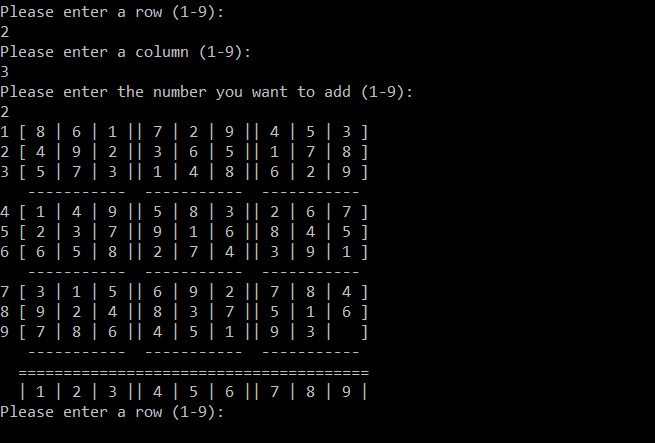 Please enter a row (1-9):
2
Please enter a column (1-9):
3
Please enter the number you want to add (1-9):
2
1 [ 8 | 6 | 1 || 7 | 2 | 9 || 4 | 5 | 3 ]
2 [ 4 | 9 | 2 || 3 | 6 | 5 || 1 | 7 | 8 ]
3 [ 5 | 7 | 3 || 1 | 4 | 8 || 6 | 2 | 9 ]
   -----------  -----------  -----------
4 [ 1 | 4 | 9 || 5 | 8 | 3 || 2 | 6 | 7 ]
5 [ 2 | 3 | 7 || 9 | 1 | 6 || 8 | 4 | 5 ]
6 [ 6 | 5 | 8 || 2 | 7 | 4 || 3 | 9 | 1 ]
   -----------  -----------  -----------
7 [ 3 | 1 | 5 || 6 | 9 | 2 || 7 | 8 | 4 ]
8 [ 9 | 2 | 4 || 8 | 3 | 7 || 5 | 1 | 6 ]
9 [ 7 | 8 | 6 || 4 | 5 | 1 || 9 | 3 |   ]
   -----------  -----------  -----------
  =======================================
  | 1 | 2 | 3 || 4 | 5 | 6 || 7 | 8 | 9 |
Please enter a row (1-9):